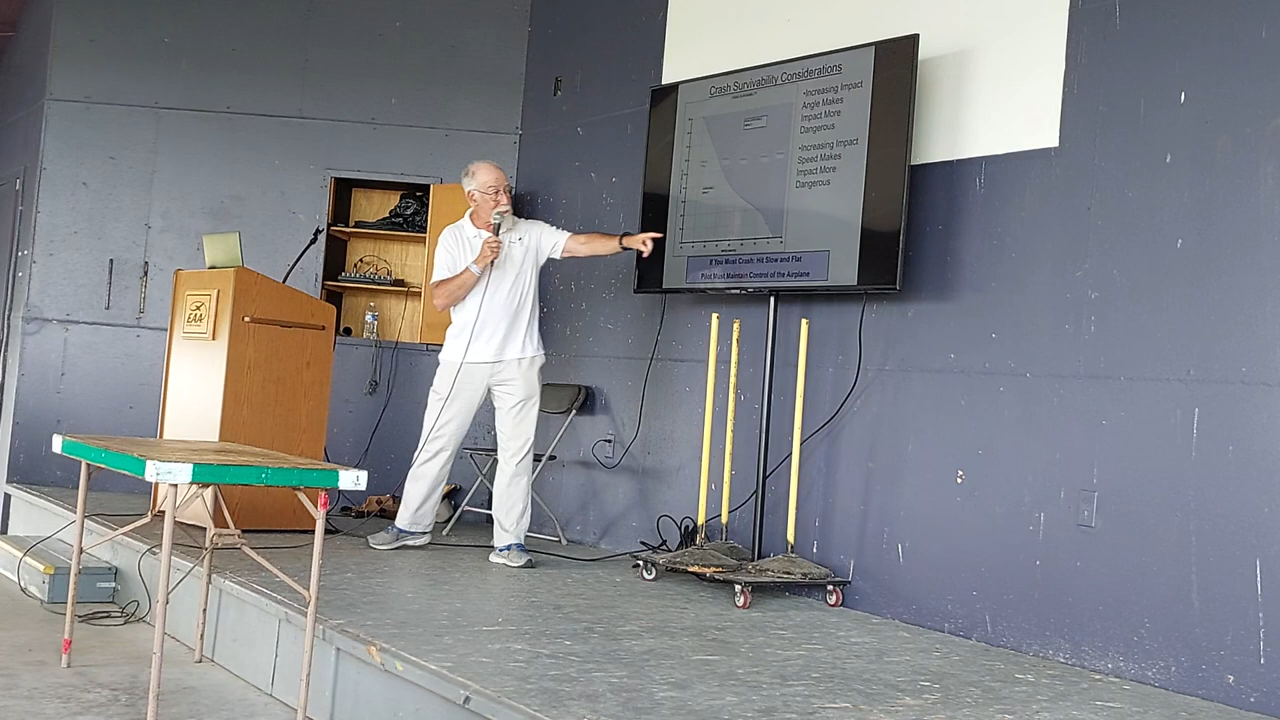 Crash Survivability Considerations
•Increasing Impact
Angle Makes
Impact More
Dangerous
•Increasing Impact
Speed Makes
Impact More
Dangerous
If You Must Crash: Hit Slow and Flat
Pilot Must Maintain Control of the Airplane
EAA